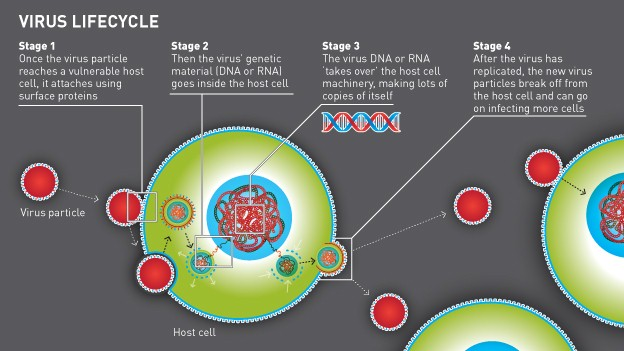 VIRUS LIFECYCLE
Stage 1
Once the virus particle
reaches a vulnerable host
cell, it attaches using
surface proteins
Stage 2
Then the virus' genetic
material (DNA or RNA)
goes inside the host cell
Stage 3
The virus DNA or RNA
'takes over' the host cell
machinery, making lots of
copies of itself
Stage 4
After the virus has
replicated, the new virus
particles break off from
the host cell and can go
on infecting more cells
Virus particle
Host cell